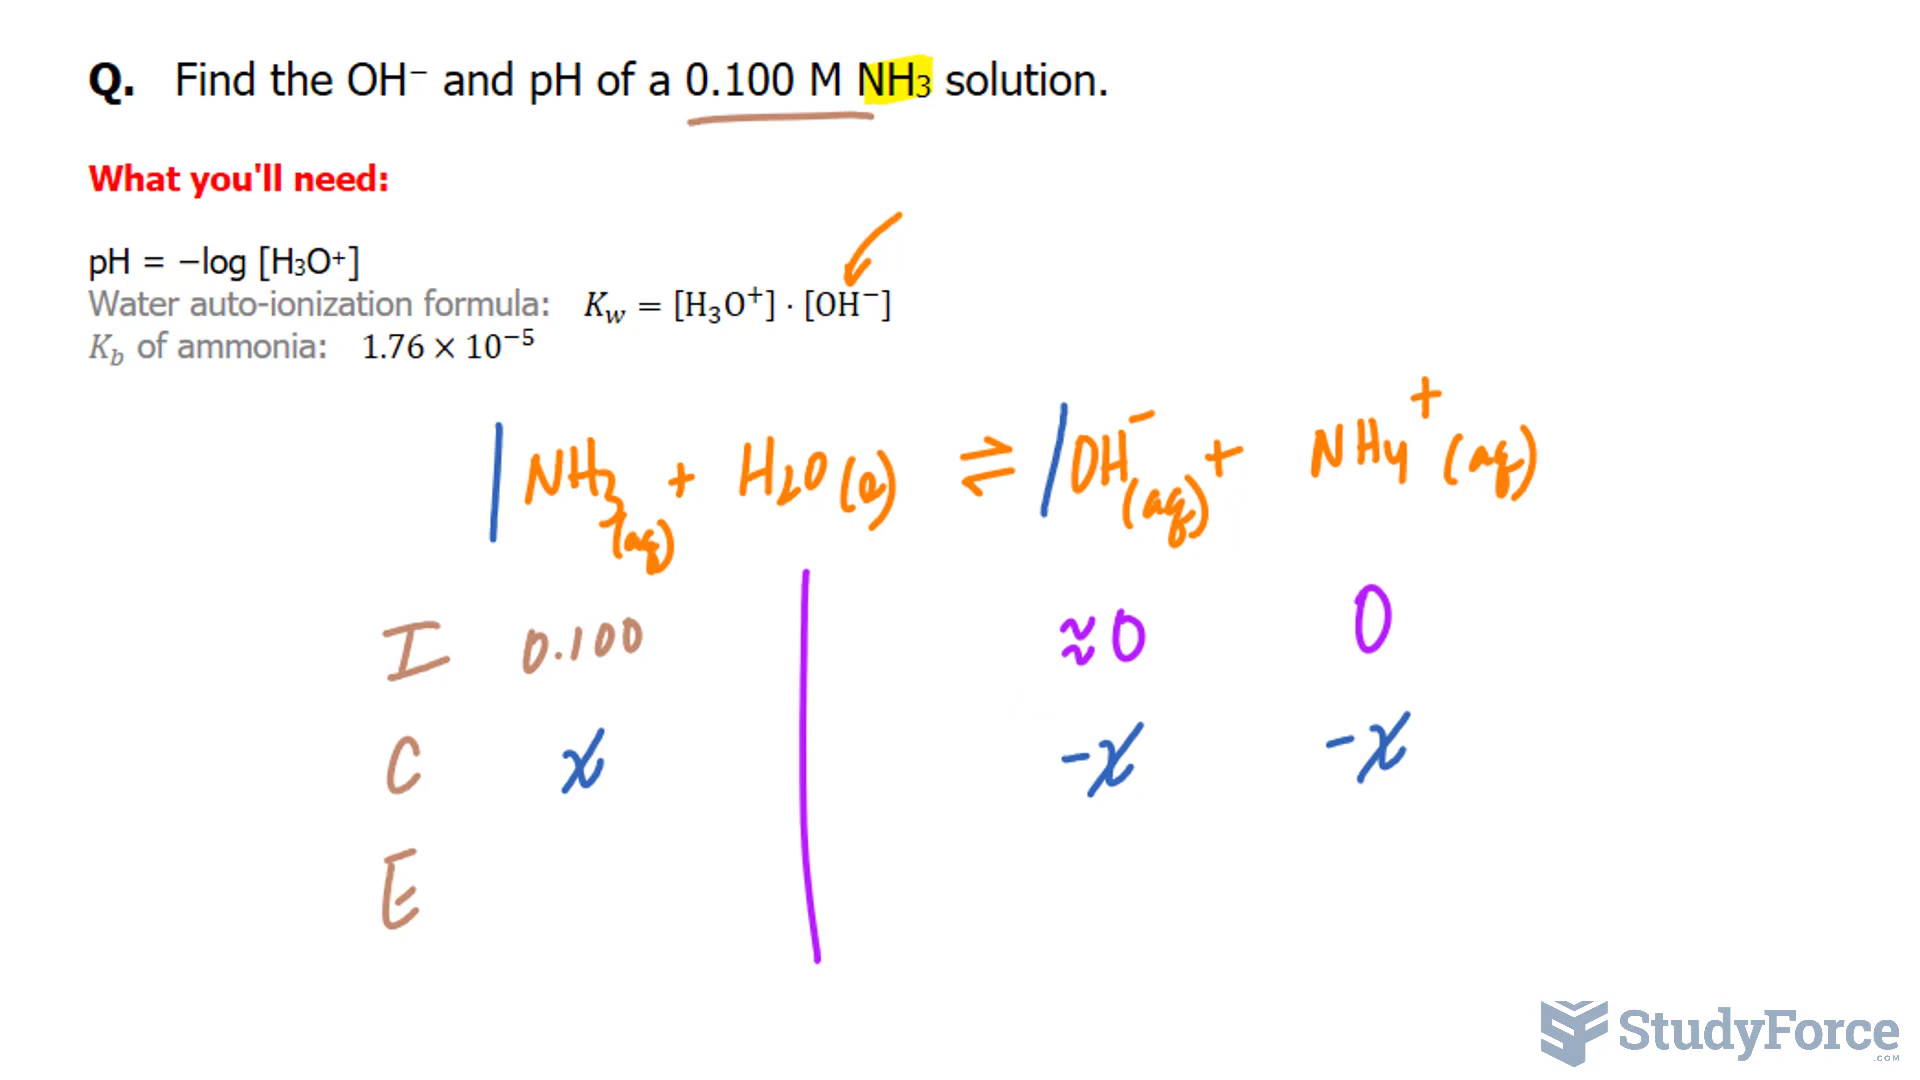 Q. Find the OH⁻ and pH of a 0.100 M NH₃ solution.
What you'll need:
pH = −log [H₃O⁺]
Water auto-ionization formula: K_w = [H₃O⁺] · [OH⁻]
K_b of ammonia: 1.76 × 10⁻⁵
| NH₃(aq) + H₂O(l) ⇌ | OH⁻(aq) + NH₄⁺(aq)
I 0.100 ≈0 0
C x -x -x
E
StudyForce
.COM